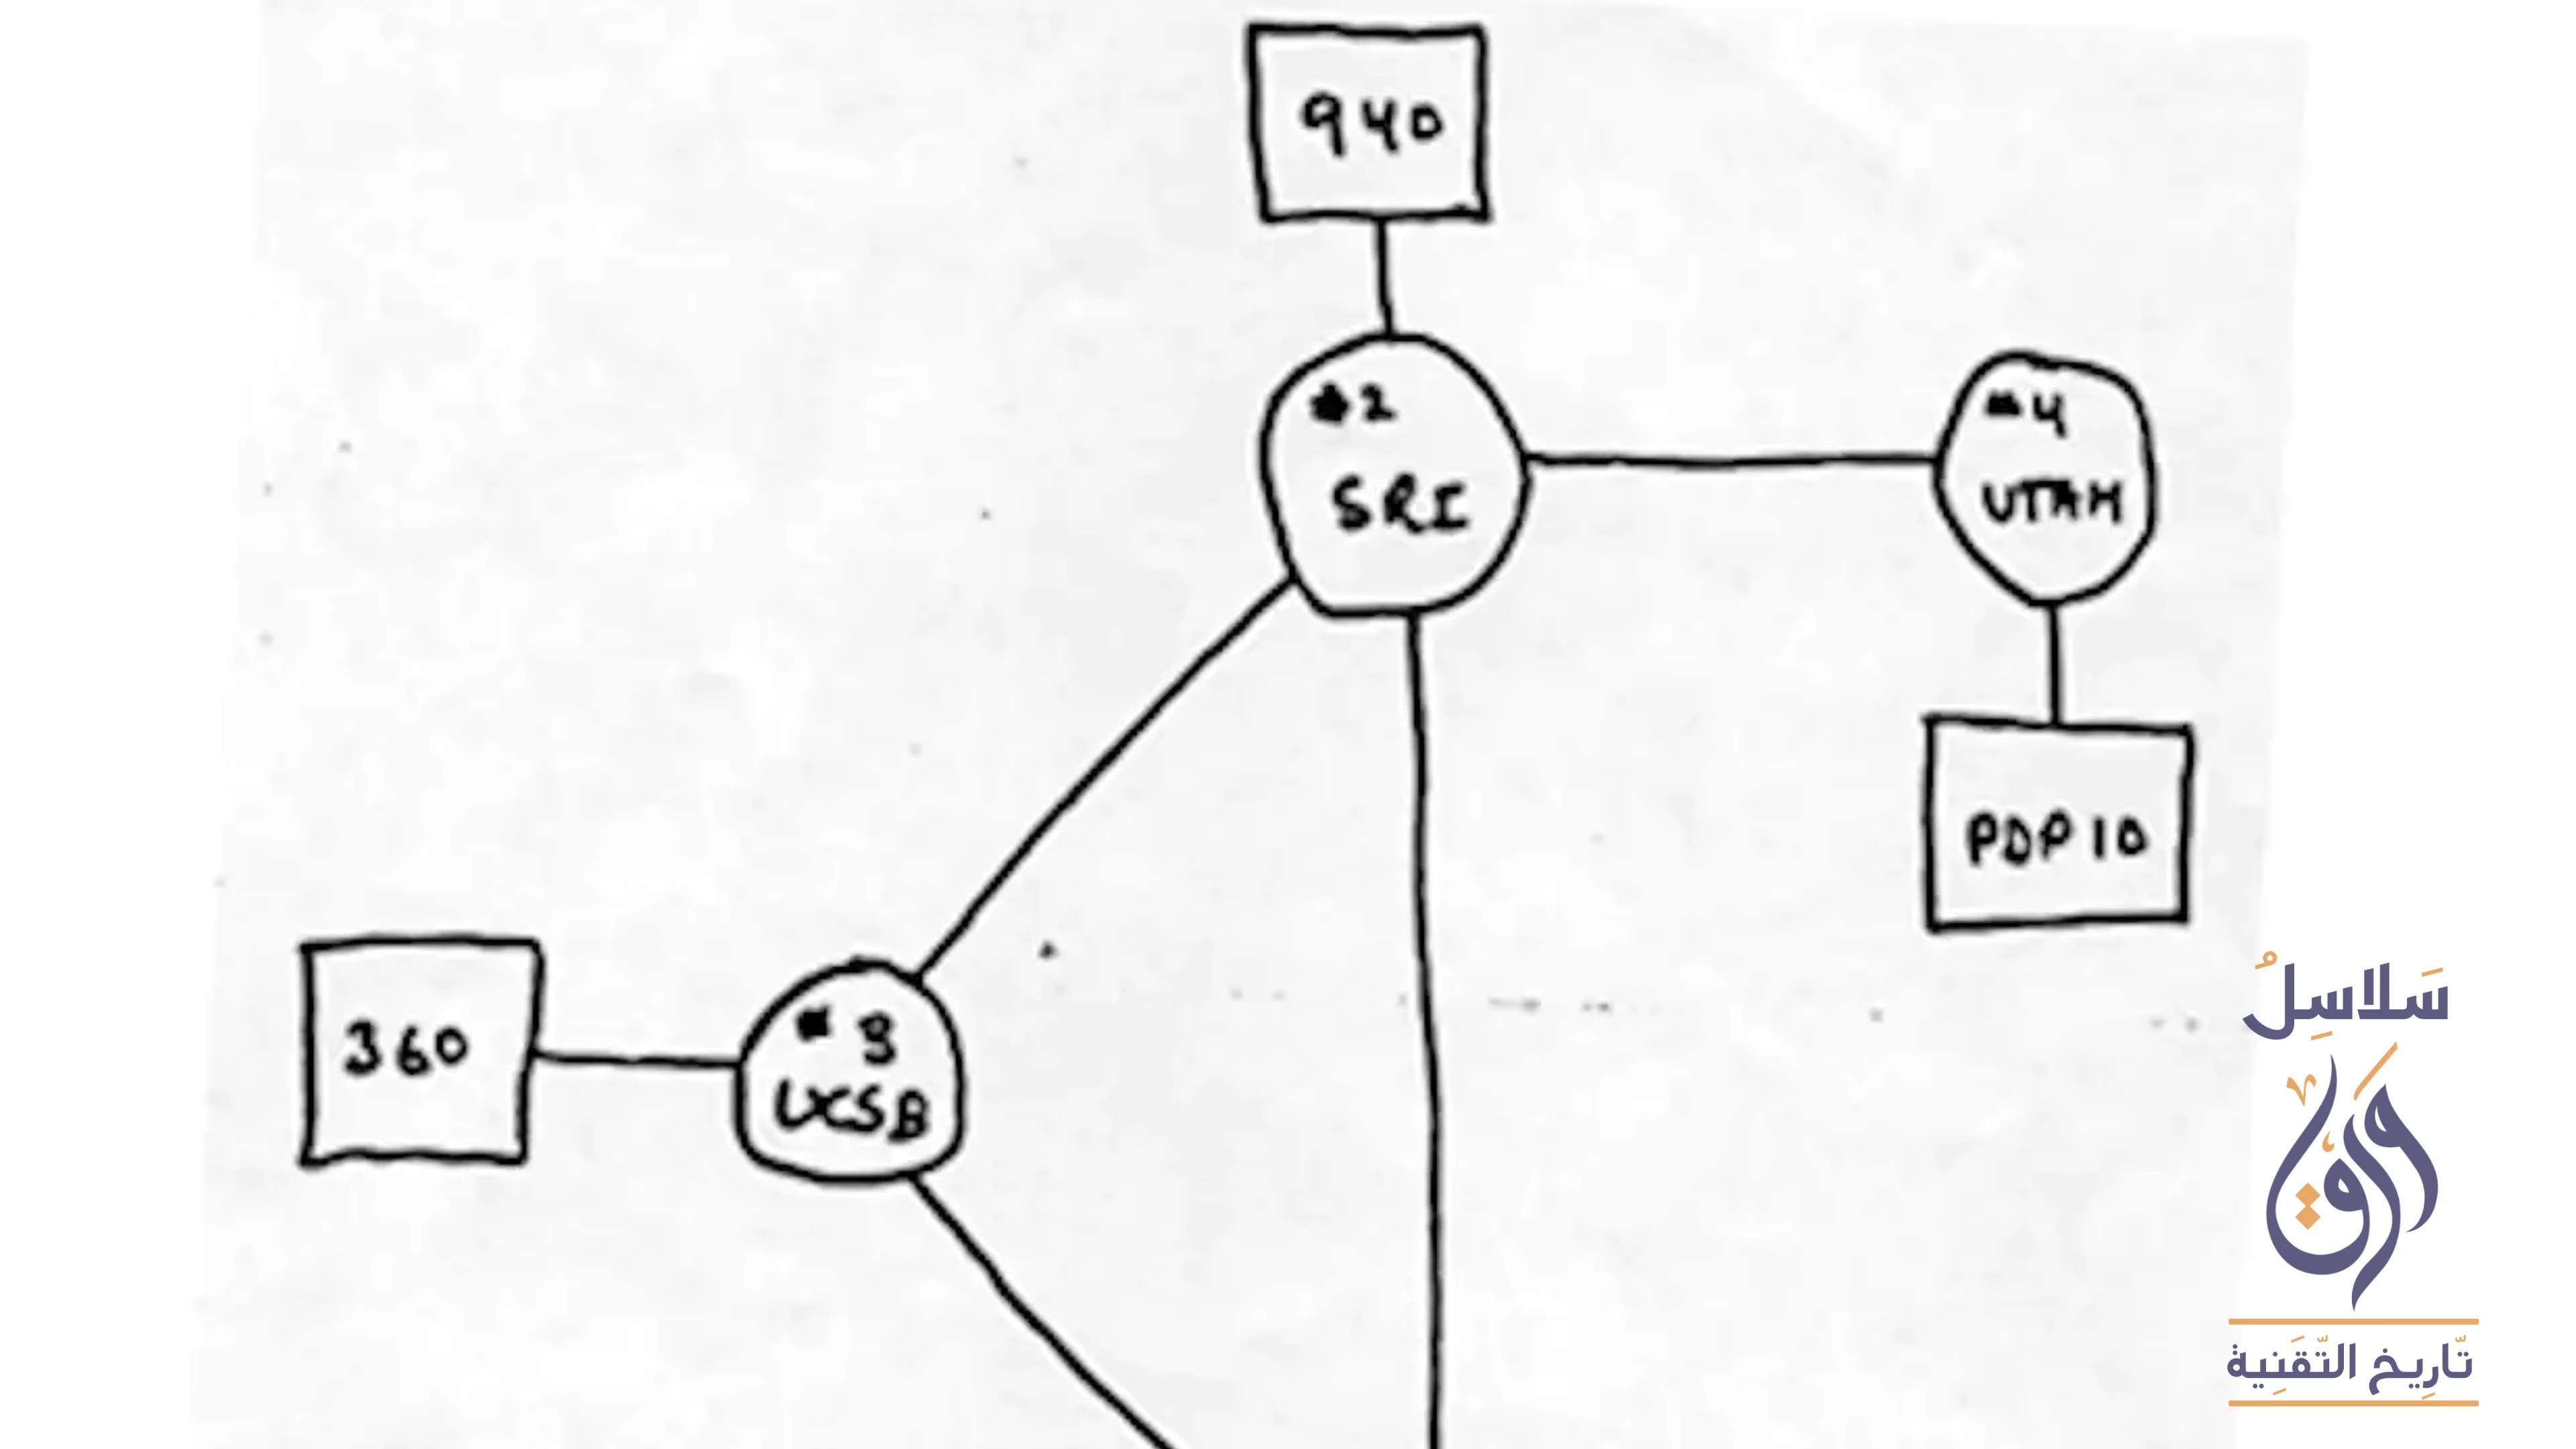 940
#2
SRI
#4
UTAH
PDP 10
360
#3
UCSB
سَلاسِلُ
وَرَق
تَّارِيخ التَّقَنِية